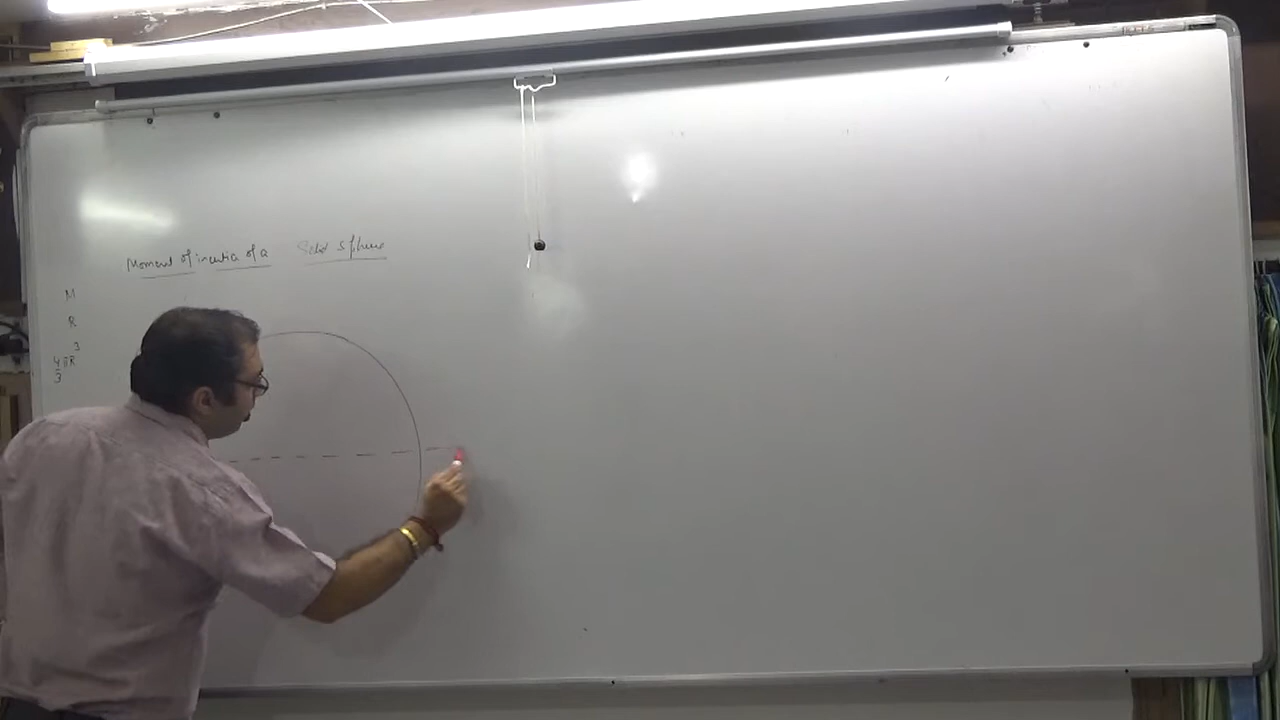 Moment of inertia of a Solid Sphere
M
R
4/3 πR³